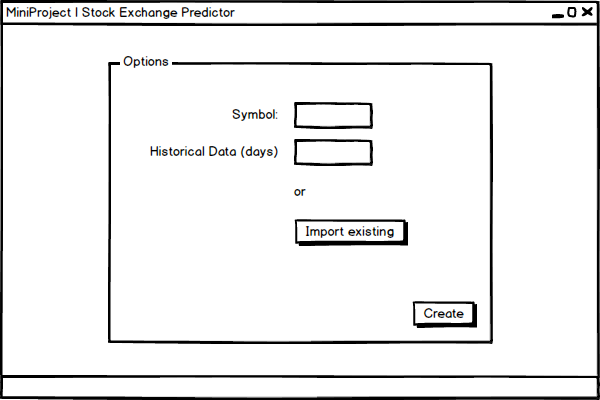 MiniProject | Stock Exchange Predictor
Options
Symbol:
Historical Data (days)
or
Import existing
Create